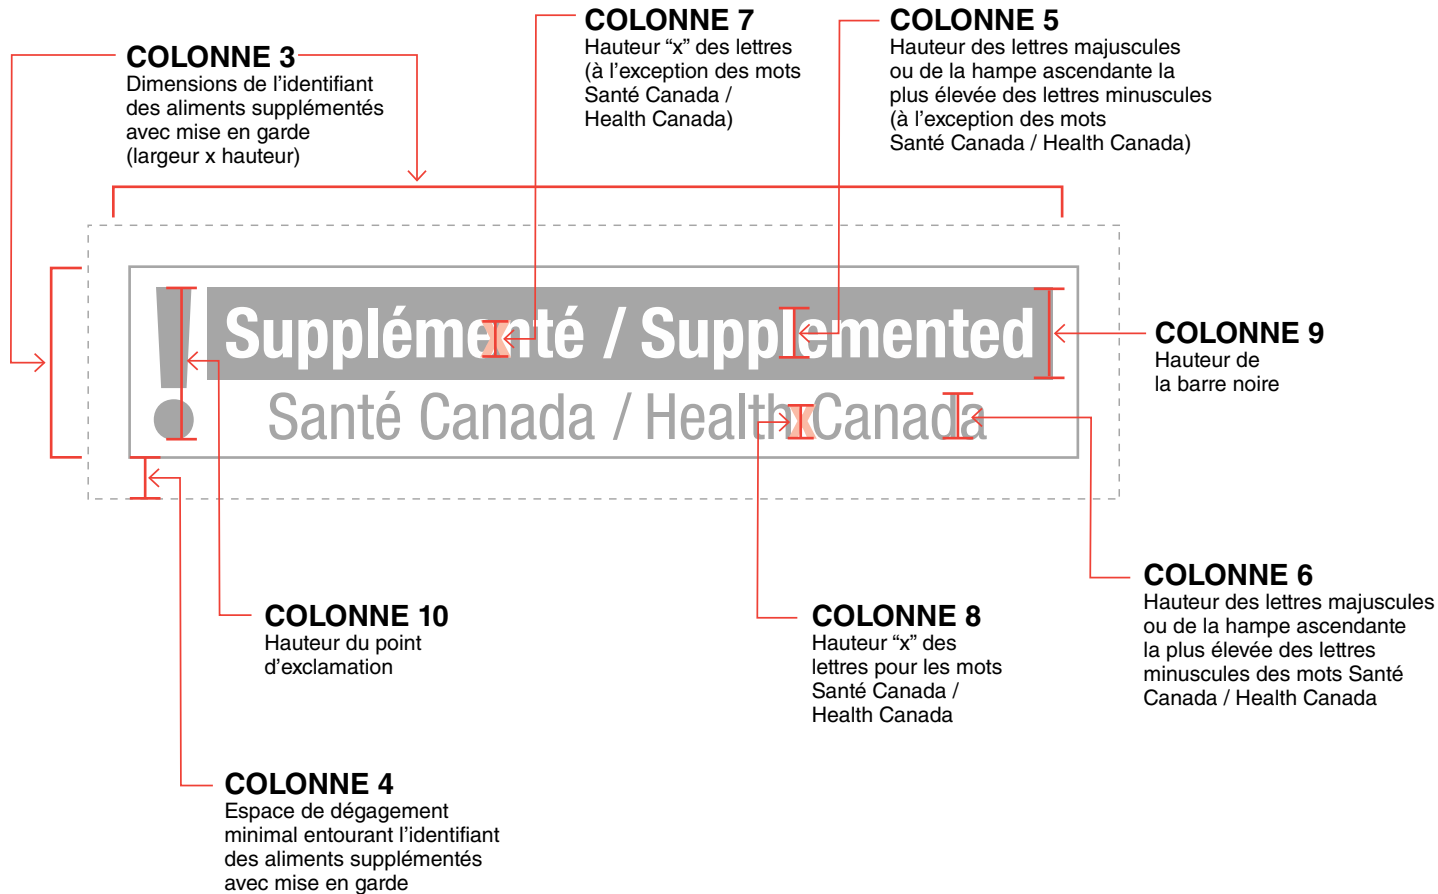 COLONNE 3
Dimensions de l’identifiant
des aliments supplémentés
avec mise en garde
(largeur x hauteur)
COLONNE 7
Hauteur “x” des lettres
(à l’exception des mots
Santé Canada /
Health Canada)
COLONNE 5
Hauteur des lettres majuscules
ou de la hampe ascendante la
plus élevée des lettres minuscules
(à l’exception des mots
Santé Canada / Health Canada)
! Supplémenté / Supplemented
Santé Canada / Health x Canada
COLONNE 9
Hauteur de
la barre noire
COLONNE 10
Hauteur du point
d’exclamation
COLONNE 8
Hauteur “x” des
lettres pour les mots
Santé Canada /
Health Canada
COLONNE 6
Hauteur des lettres majuscules
ou de la hampe ascendante
la plus élevée des lettres
minuscules des mots Santé
Canada / Health Canada
COLONNE 4
Espace de dégagement
minimal entourant l’identifiant
des aliments supplémentés
avec mise en garde